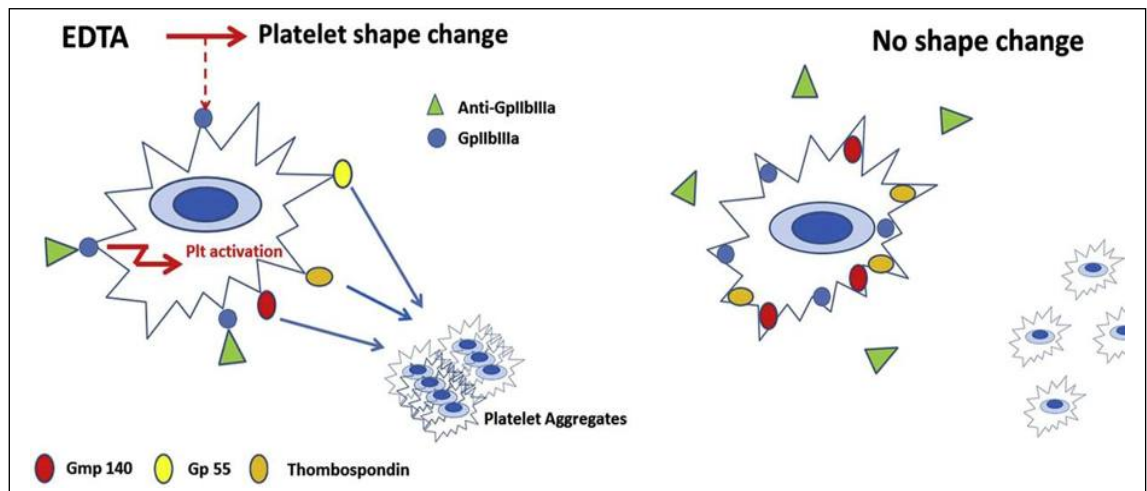 EDTA Platelet shape change
No shape change
Anti-GpIIbIIIa
GpIIbIIIa
Plt activation
Platelet Aggregates
Gmp 140 Gp 55 Thombospondin